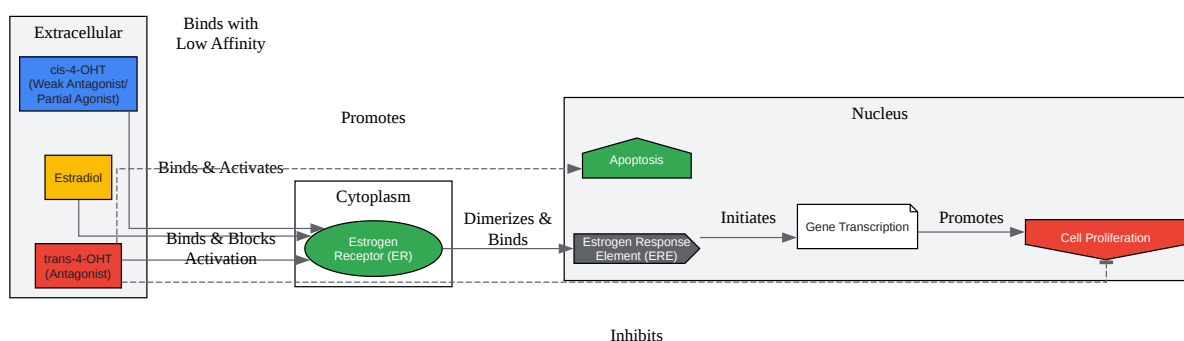 Extracellular
cis-4-OHT
(Weak Antagonist/
Partial Agonist)
Estradiol
trans-4-OHT
(Antagonist)
Binds with
Low Affinity
Promotes
Binds & Activates
Binds & Blocks
Activation
Cytoplasm
Estrogen
Receptor (ER)
Dimerizes &
Binds
Nucleus
Apoptosis
Estrogen Response
Element (ERE)
Initiates
Gene Transcription
Promotes
Cell Proliferation
Inhibits